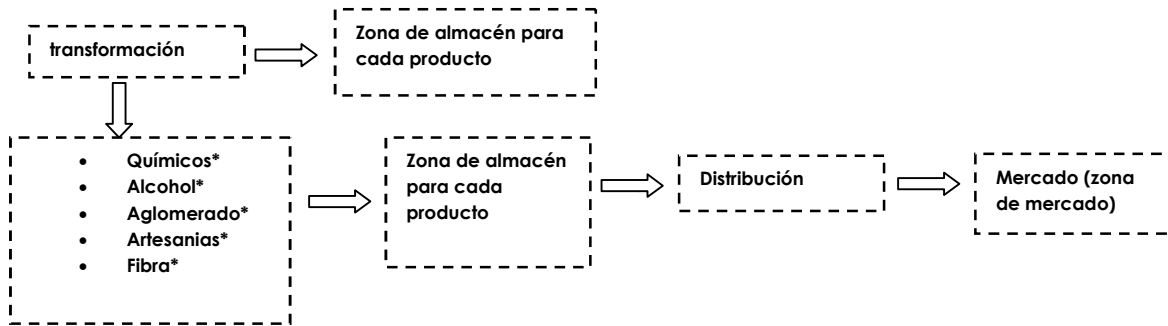 transformación
Zona de almacén para
cada producto
• Químicos*
• Alcohol*
• Aglomerado*
• Artesanias*
• Fibra*
Zona de almacén
para cada
producto
Distribución
Mercado (zona
de mercado)